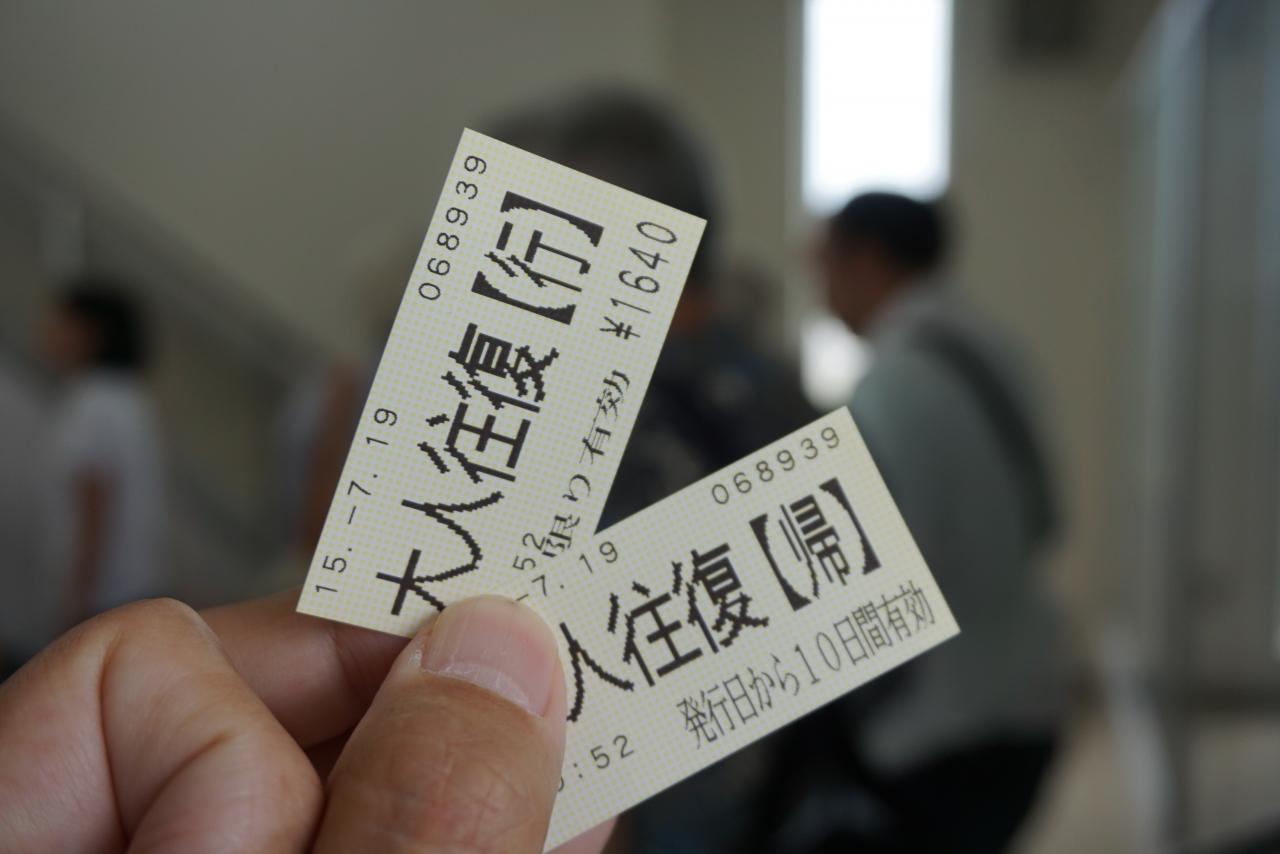 15.-7.19 068939
大人往復【行】
52 限り有効 ¥1640
-7.19 068939
人往復【帰】
:52 発行日から10日間有効